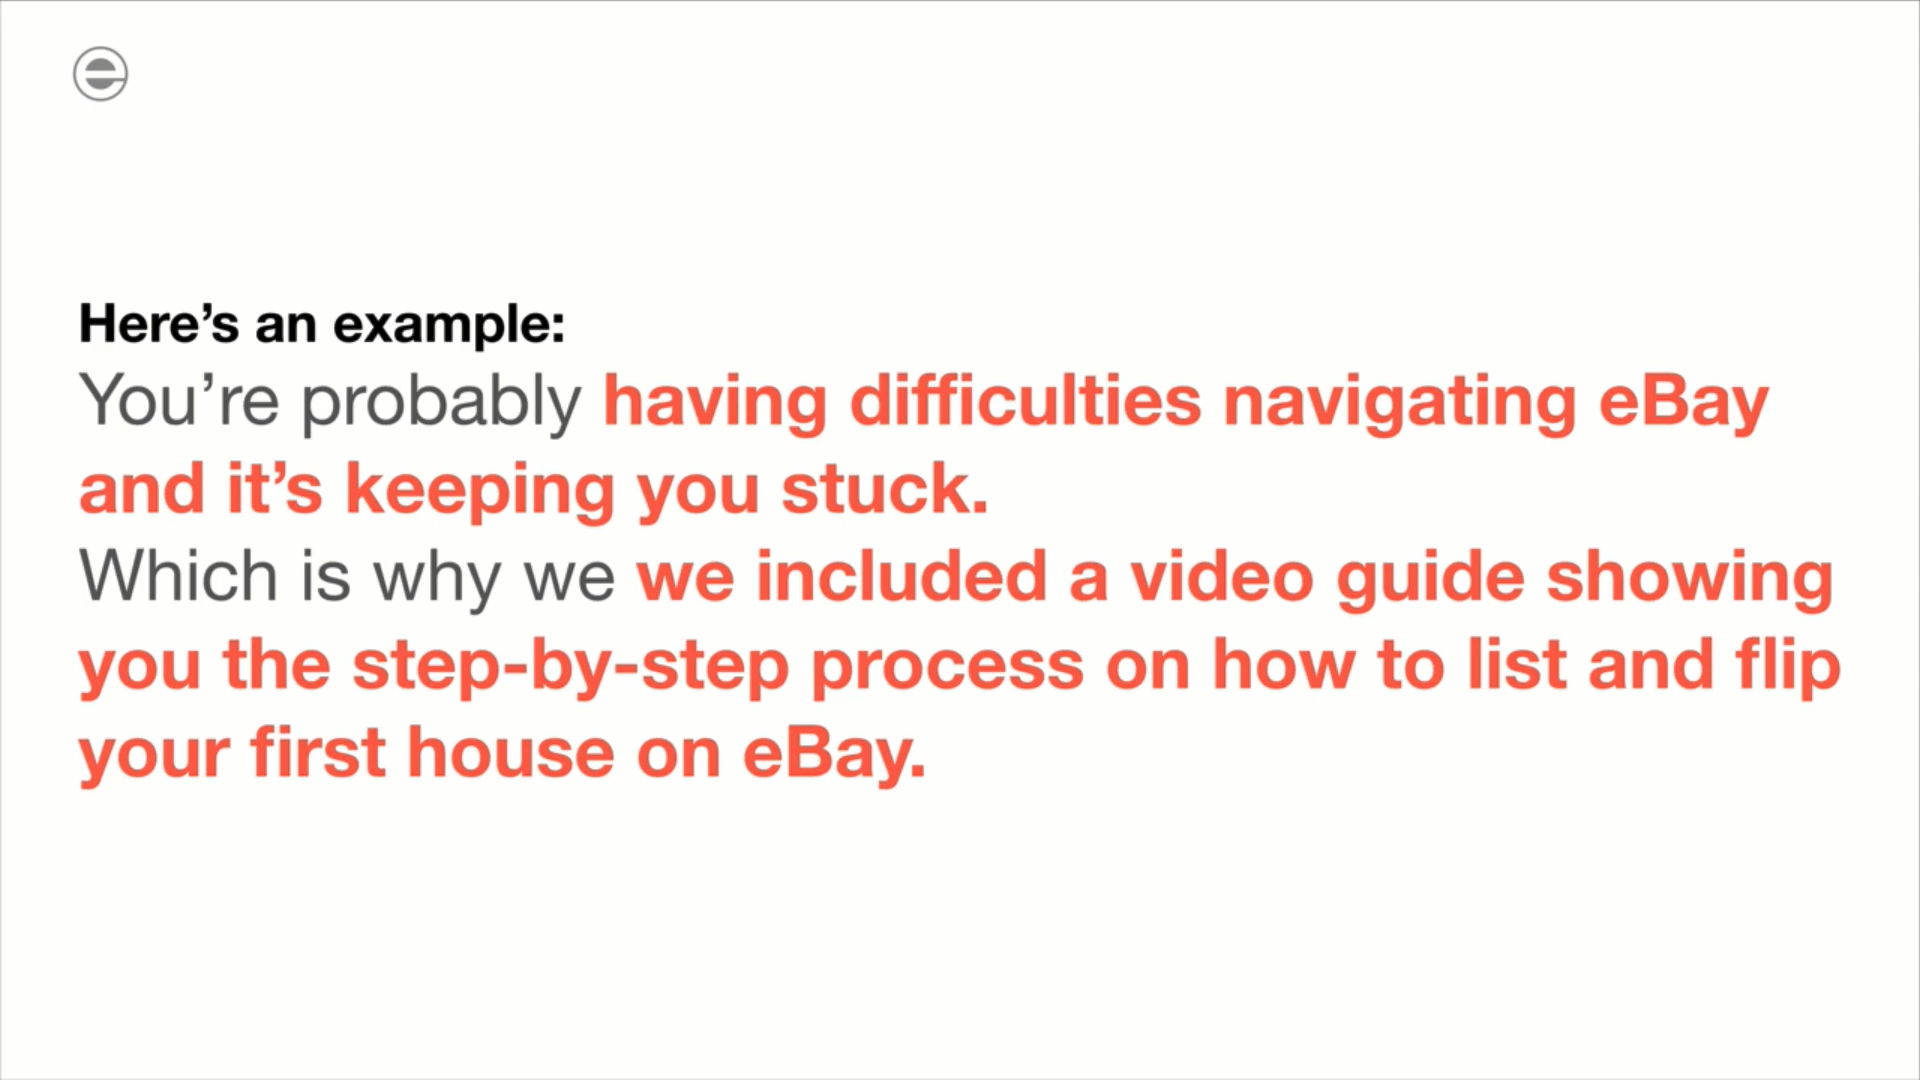 Here’s an example:
You’re probably having difficulties navigating eBay
and it’s keeping you stuck.
Which is why we we included a video guide showing
you the step-by-step process on how to list and flip
your first house on eBay.